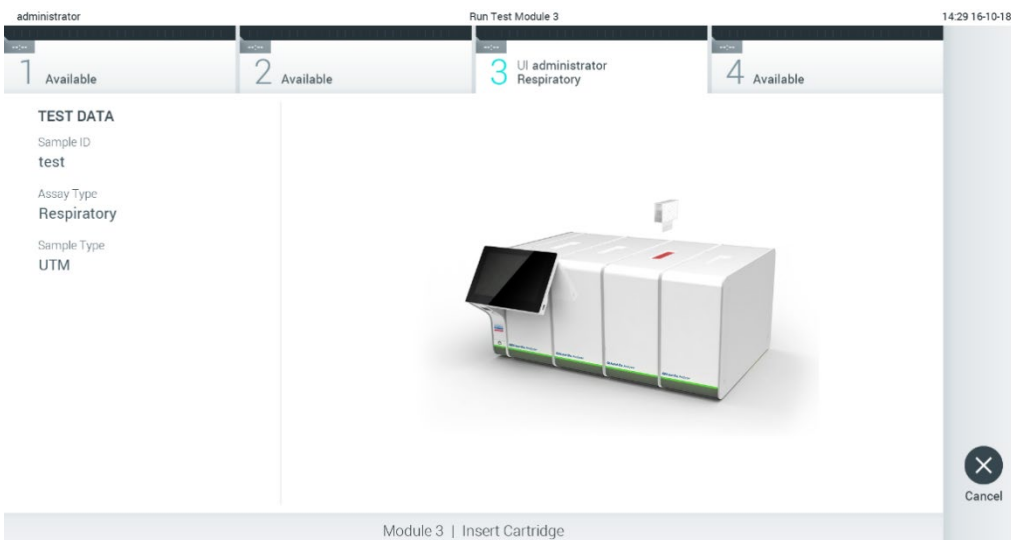 administrator Run Test Module 3 14:29 16-10-18
--:-- --:-- --:--
1 Available 2 Available 3 UI administrator 4 Available
Respiratory
TEST DATA
Sample ID
test
Assay Type
Respiratory
Sample Type
UTM
Cancel
Module 3 | Insert Cartridge